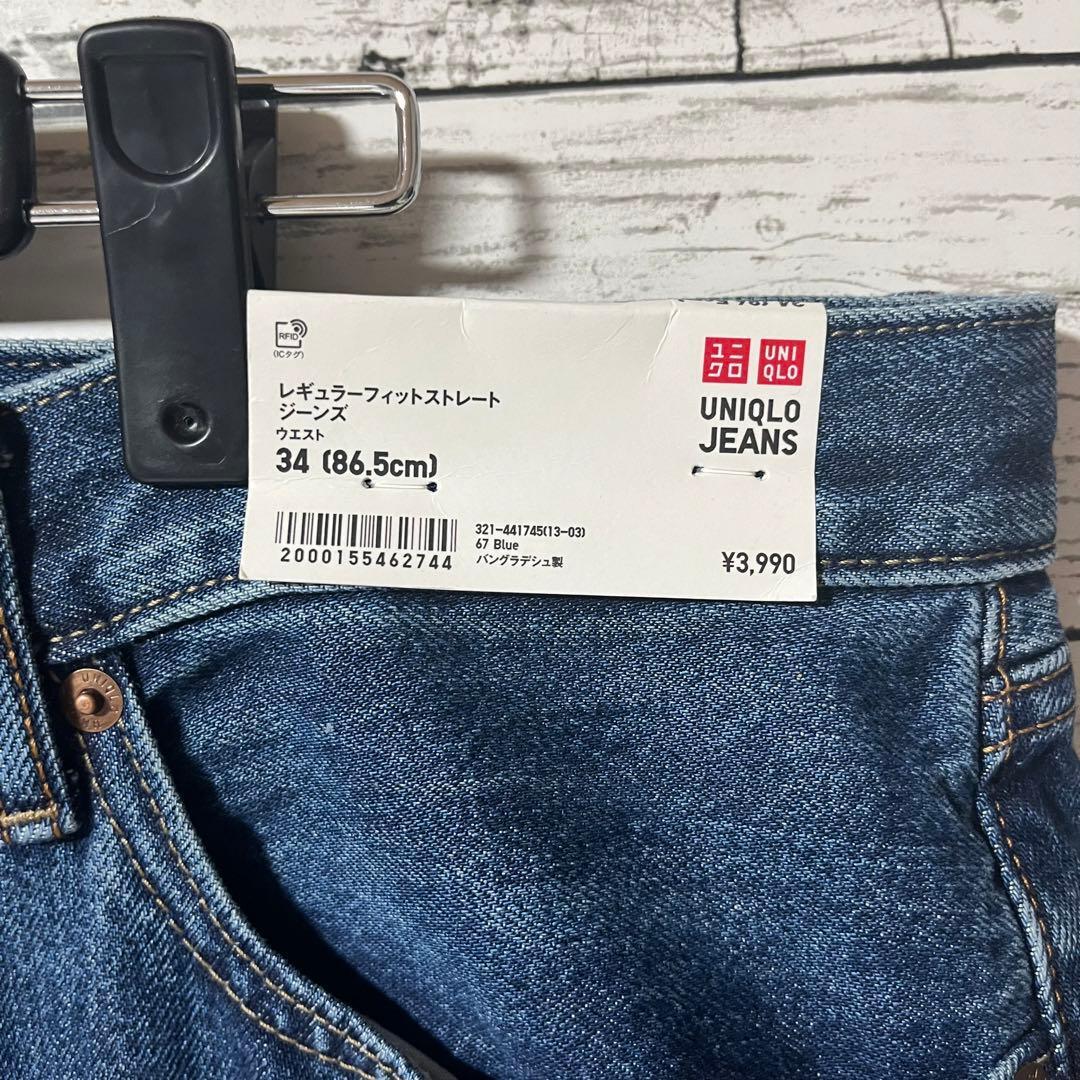 RFID
(ICタグ)
レギュラーフィットストレート
ジーンズ
ウエスト
34 (86.5cm)
2000155462744
321-441745(13-03)
67 Blue
バングラデシュ製
ユニ
クロ
UNI
QLO
UNIQLO
JEANS
¥3,990
UNIQLO